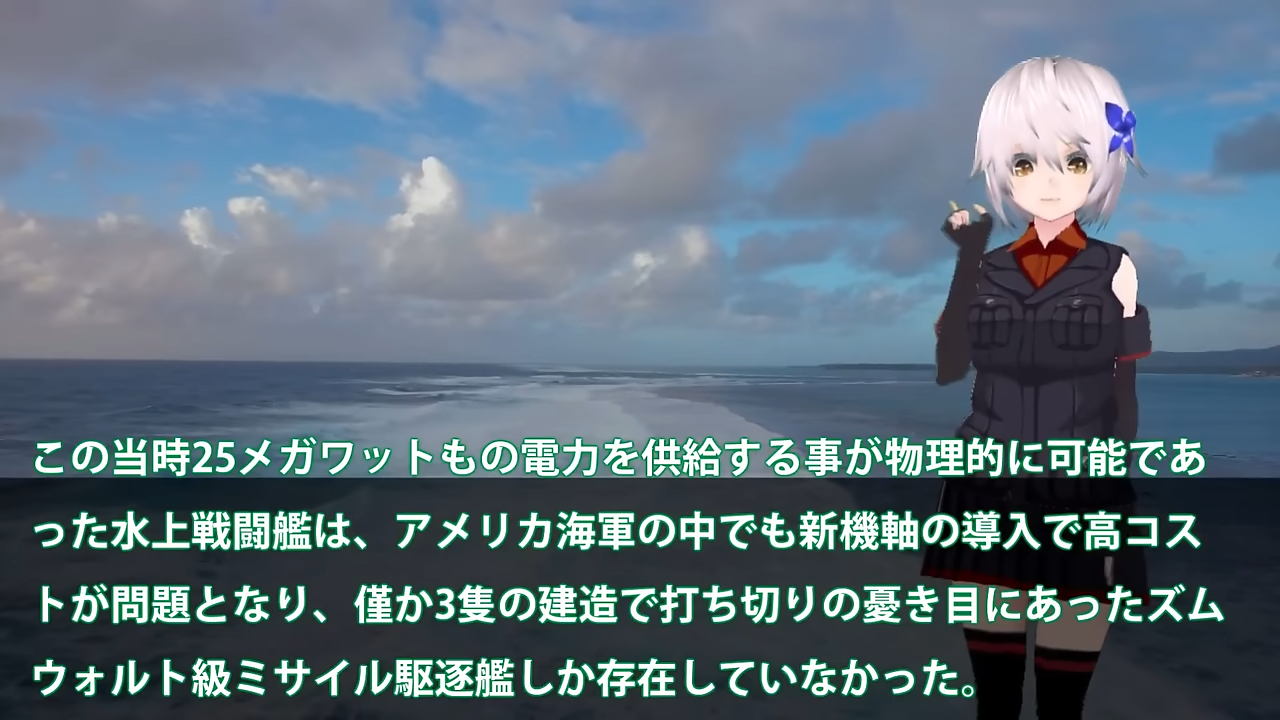 この当時25メガワットもの電力を供給する事が物理的に可能であ
った水上戦闘艦は、アメリカ海軍の中でも新機軸の導入で高コス
トが問題となり、僅か3隻の建造で打ち切りの憂き目にあったズム
ウォルト級ミサイル駆逐艦しか存在していなかった。